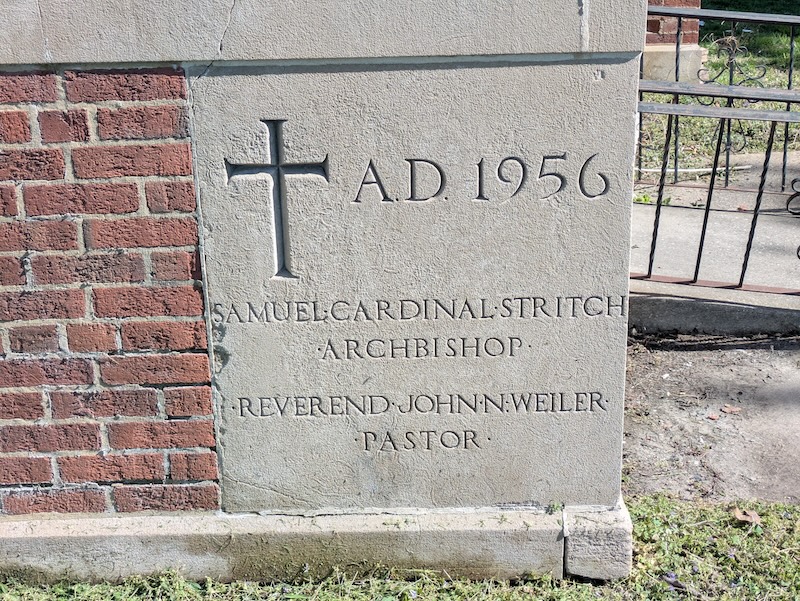 A.D. 1956
SAMUEL·CARDINAL·STRITCH
·ARCHBISHOP·
·REVEREND·JOHN·N·WEILER·
·PASTOR·